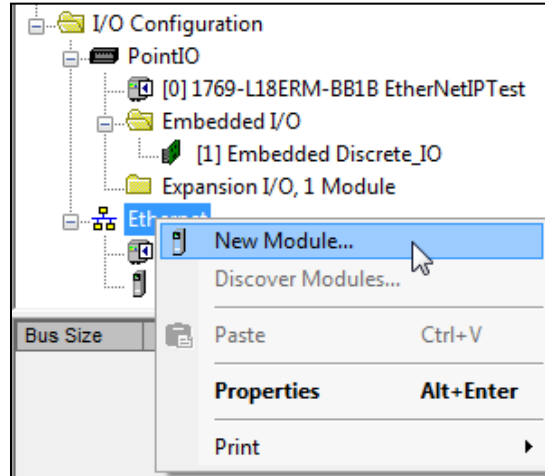 I/O Configuration
PointIO
[0] 1769-L18ERM-BB1B EtherNetIPTest
Embedded I/O
[1] Embedded Discrete_IO
Expansion I/O, 1 Module
Ethernet
New Module...
Discover Modules...
Bus Size
Paste Ctrl+V
Properties Alt+Enter
Print